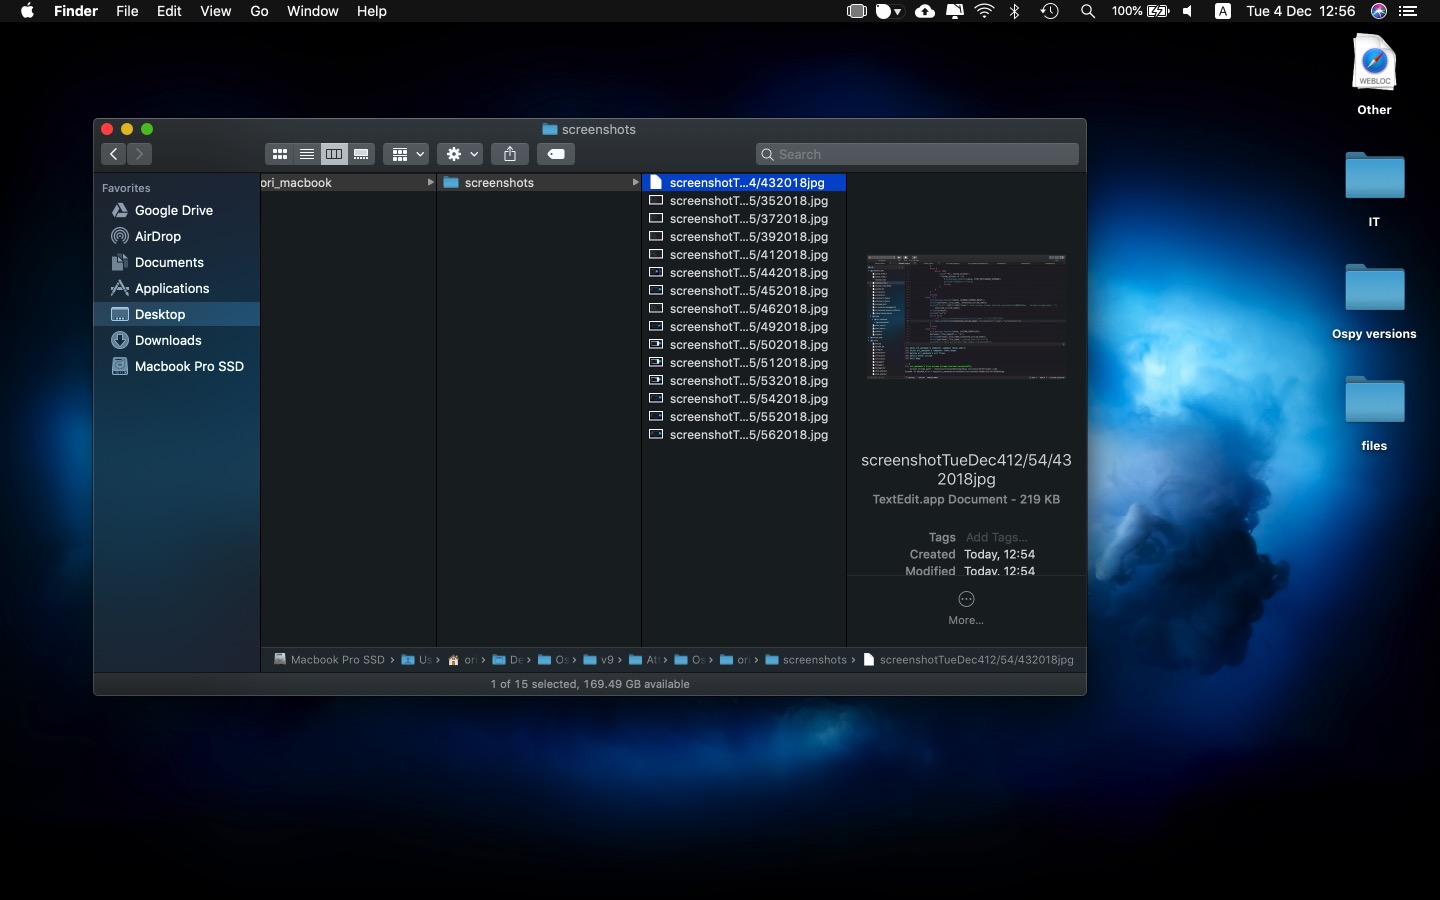 Finder File Edit View Go Window Help 100% A Tue 4 Dec 12:56
WEBLOC
Other
IT
Ospy versions
files
screenshots
Search
Favorites
Google Drive
AirDrop
Documents
Applications
Desktop
Downloads
Macbook Pro SSD
ori_macbook
screenshots
screenshotT...4/432018jpg
screenshotT...5/352018.jpg
screenshotT...5/372018.jpg
screenshotT...5/392018.jpg
screenshotT...5/412018.jpg
screenshotT...5/442018.jpg
screenshotT...5/452018.jpg
screenshotT...5/462018.jpg
screenshotT...5/492018.jpg
screenshotT...5/502018.jpg
screenshotT...5/512018.jpg
screenshotT...5/532018.jpg
screenshotT...5/542018.jpg
screenshotT...5/552018.jpg
screenshotT...5/562018.jpg
screenshotTueDec412/54/43
2018jpg
TextEdit.app Document - 219 KB
Tags Add Tags...
Created Today, 12:54
Modified Today, 12:54
More...
Macbook Pro SSD › Us › ori › De › Os › v9 › Att › Os › ori › screenshots › screenshotTueDec412/54/432018jpg
1 of 15 selected, 169.49 GB available